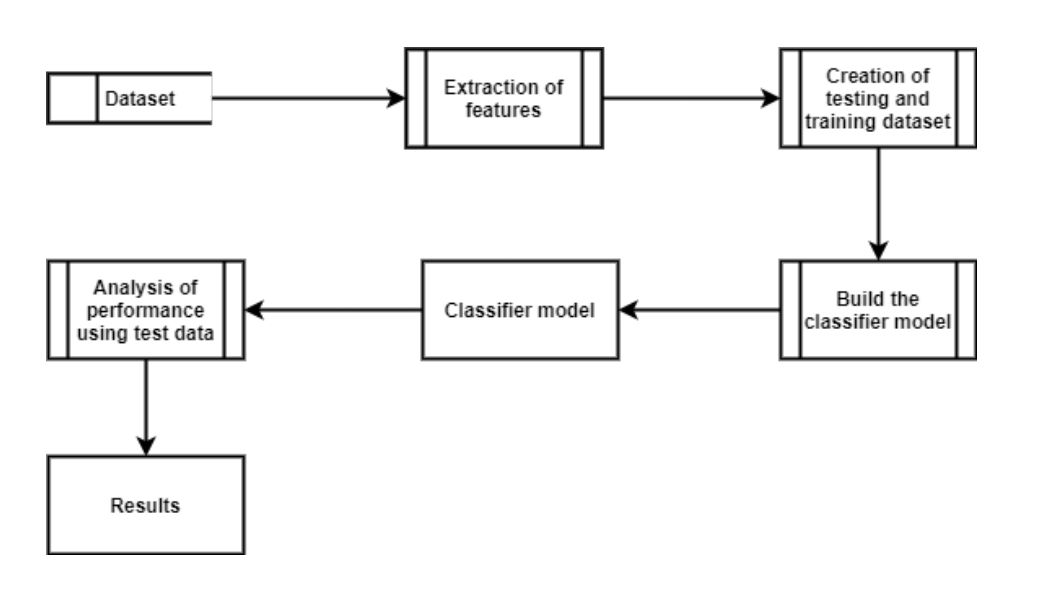 Dataset
Extraction of
features
Creation of
testing and
training dataset
Build the
classifier model
Classifier model
Analysis of
performance
using test data
Results